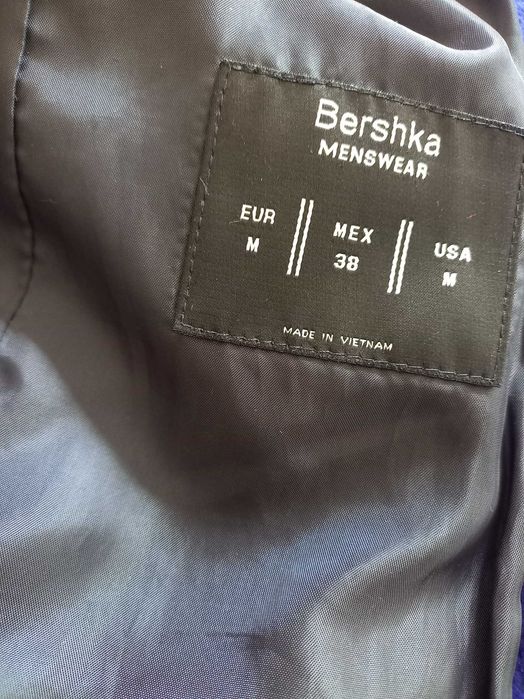 Bershka
MENSWEAR
EUR MEX USA
M 38 M
MADE IN VIETNAM